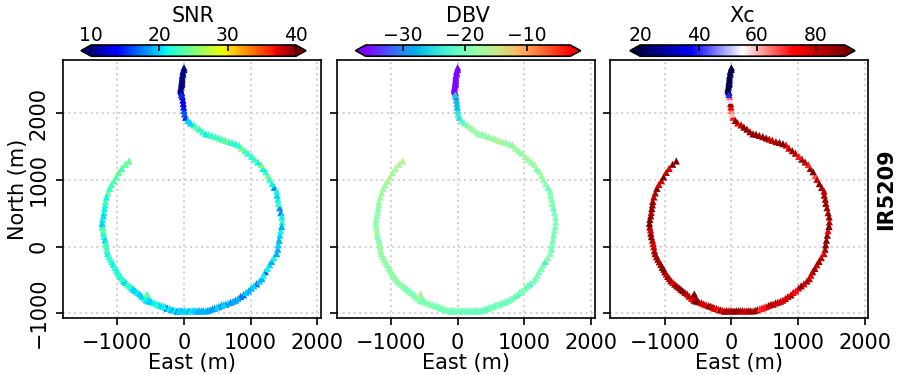 SNR DBV Xc
10 20 30 40 −30 −20 −10 20 40 60 80
2000
1000
0
−1000
North (m)
IR5209
−1000 0 1000 2000 −1000 0 1000 2000 −1000 0 1000 2000
East (m) East (m) East (m)